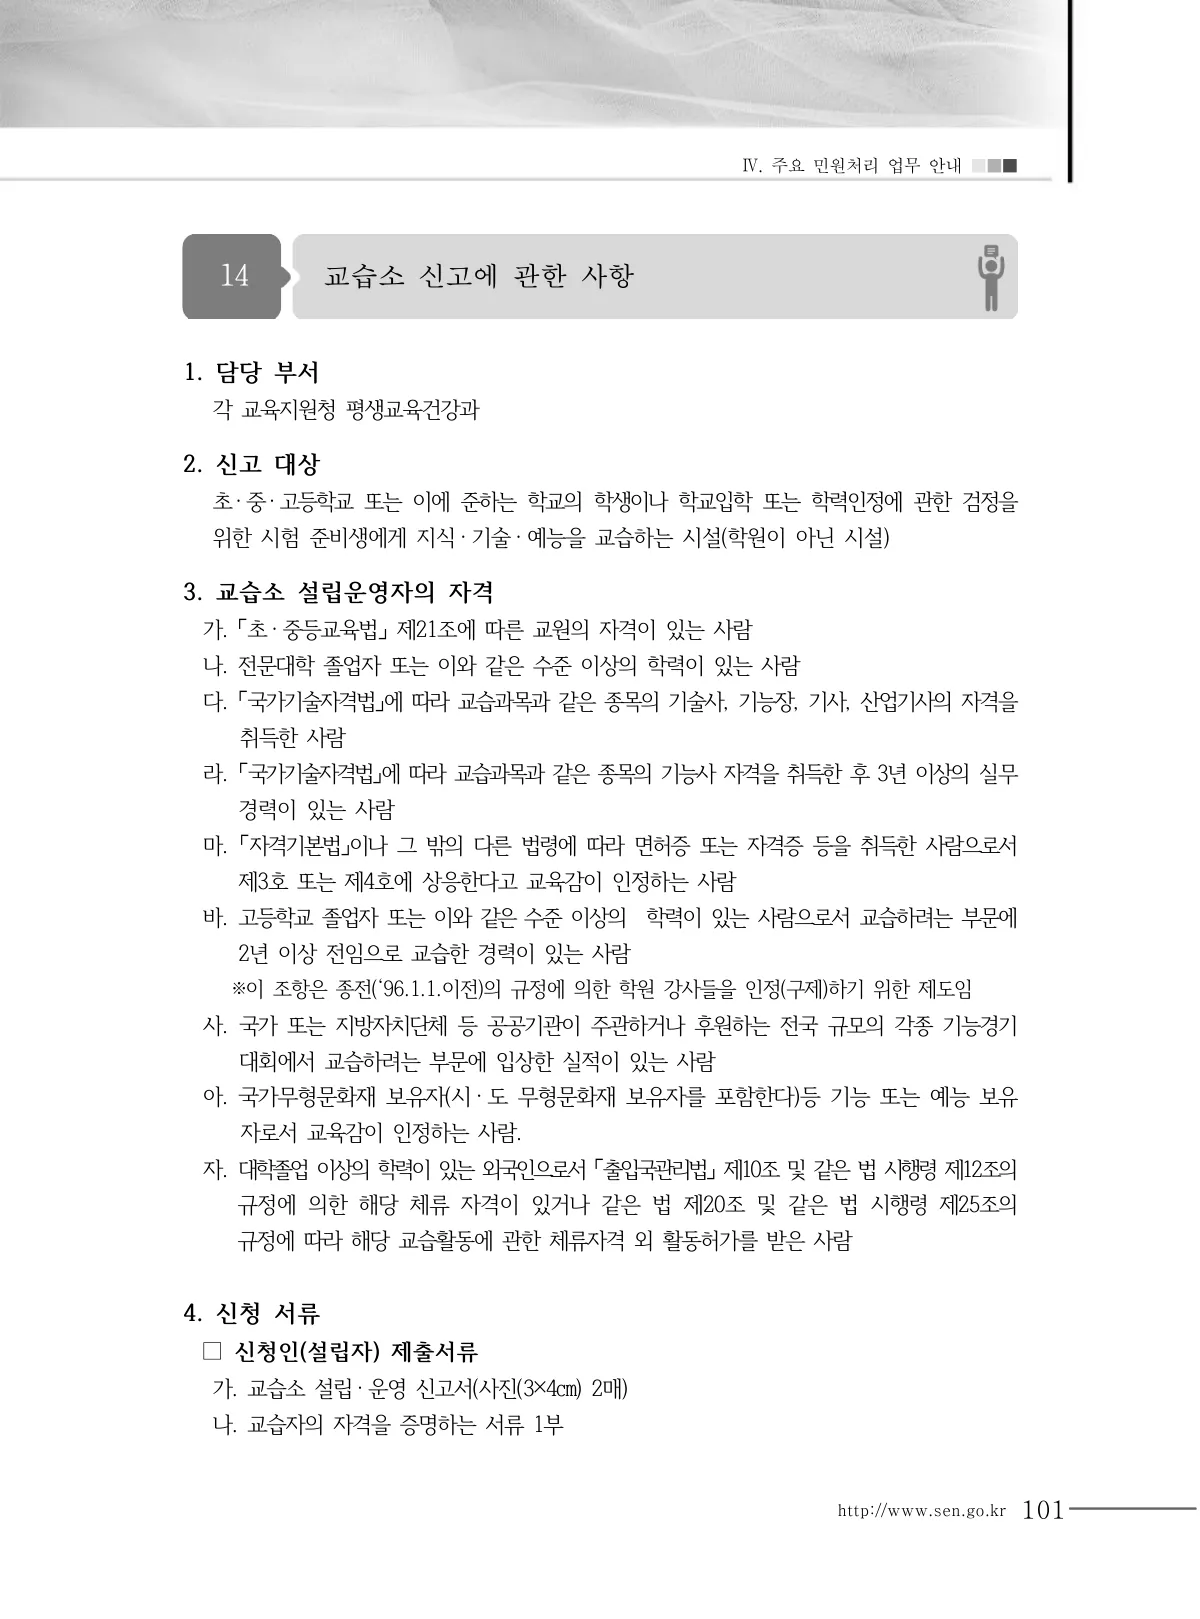 Ⅳ. 주요 민원처리 업무 안내
14 교습소 신고에 관한 사항
1. 담당 부서
각 교육지원청 평생교육건강과
2. 신고 대상
초·중·고등학교 또는 이에 준하는 학교의 학생이나 학교입학 또는 학력인정에 관한 검정을
위한 시험 준비생에게 지식·기술·예능을 교습하는 시설(학원이 아닌 시설)
3. 교습소 설립운영자의 자격
가. 「초·중등교육법」 제21조에 따른 교원의 자격이 있는 사람
나. 전문대학 졸업자 또는 이와 같은 수준 이상의 학력이 있는 사람
다. 「국가기술자격법」에 따라 교습과목과 같은 종목의 기술사, 기능장, 기사, 산업기사의 자격을
취득한 사람
라. 「국가기술자격법」에 따라 교습과목과 같은 종목의 기능사 자격을 취득한 후 3년 이상의 실무
경력이 있는 사람
마. 「자격기본법」이나 그 밖의 다른 법령에 따라 면허증 또는 자격증 등을 취득한 사람으로서
제3호 또는 제4호에 상응한다고 교육감이 인정하는 사람
바. 고등학교 졸업자 또는 이와 같은 수준 이상의 학력이 있는 사람으로서 교습하려는 부문에
2년 이상 전임으로 교습한 경력이 있는 사람
※이 조항은 종전(‘96.1.1.이전)의 규정에 의한 학원 강사들을 인정(구제)하기 위한 제도임
사. 국가 또는 지방자치단체 등 공공기관이 주관하거나 후원하는 전국 규모의 각종 기능경기
대회에서 교습하려는 부문에 입상한 실적이 있는 사람
아. 국가무형문화재 보유자(시·도 무형문화재 보유자를 포함한다)등 기능 또는 예능 보유
자로서 교육감이 인정하는 사람.
자. 대학졸업 이상의 학력이 있는 외국인으로서 「출입국관리법」 제10조 및 같은 법 시행령 제12조의
규정에 의한 해당 체류 자격이 있거나 같은 법 제20조 및 같은 법 시행령 제25조의
규정에 따라 해당 교습활동에 관한 체류자격 외 활동허가를 받은 사람
4. 신청 서류
□ 신청인(설립자) 제출서류
가. 교습소 설립·운영 신고서(사진(3×4cm) 2매)
나. 교습자의 자격을 증명하는 서류 1부
http://www.sen.go.kr 101